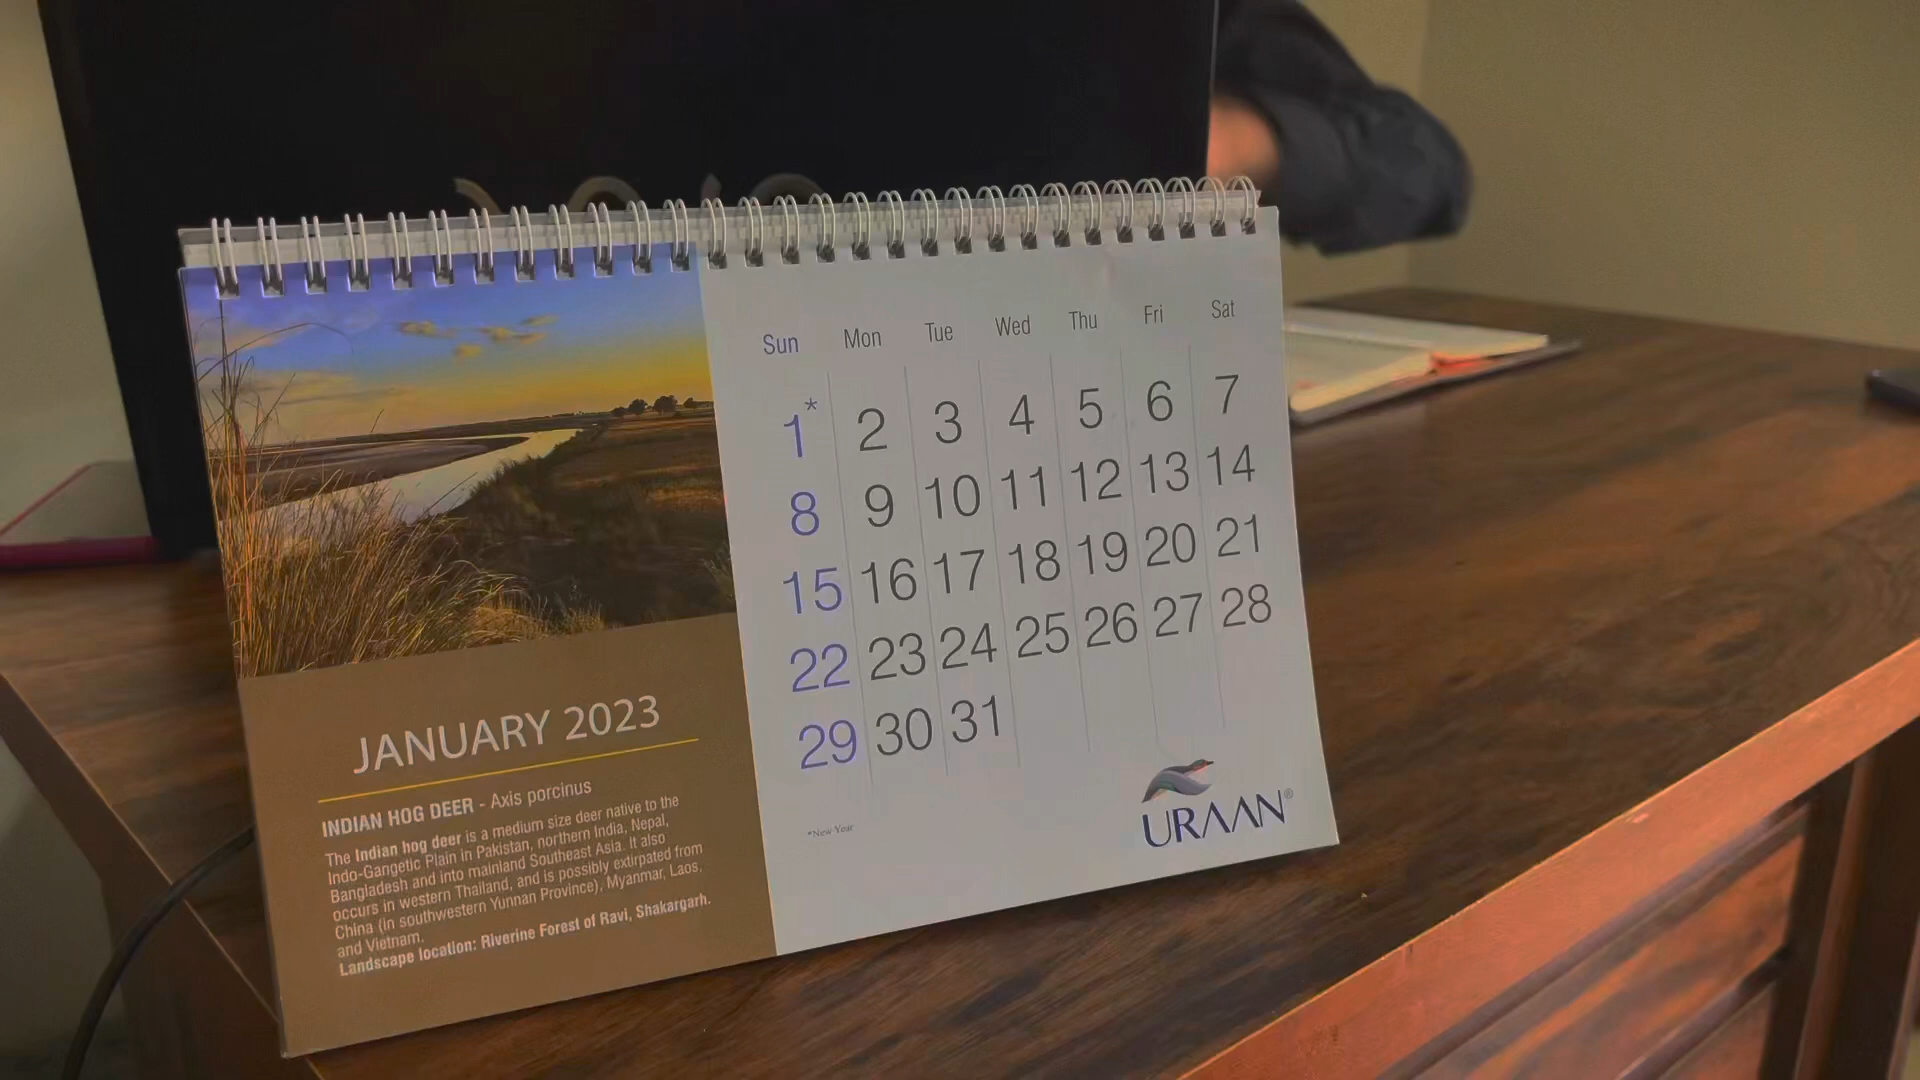 Sun Mon Tue Wed Thu Fri Sat
1* 2 3 4 5 6 7
8 9 10 11 12 13 14
15 16 17 18 19 20 21
22 23 24 25 26 27 28
29 30 31
*New Year
URAAN®
JANUARY 2023
INDIAN HOG DEER - Axis porcinus
The Indian hog deer is a medium size deer native to the
Indo-Gangetic Plain in Pakistan, northern India, Nepal,
Bangladesh and into mainland Southeast Asia. It also
occurs in western Thailand, and is possibly extirpated from
China (in southwestern Yunnan Province), Myanmar, Laos,
and Vietnam.
Landscape location: Riverine Forest of Ravi, Shakargarh.